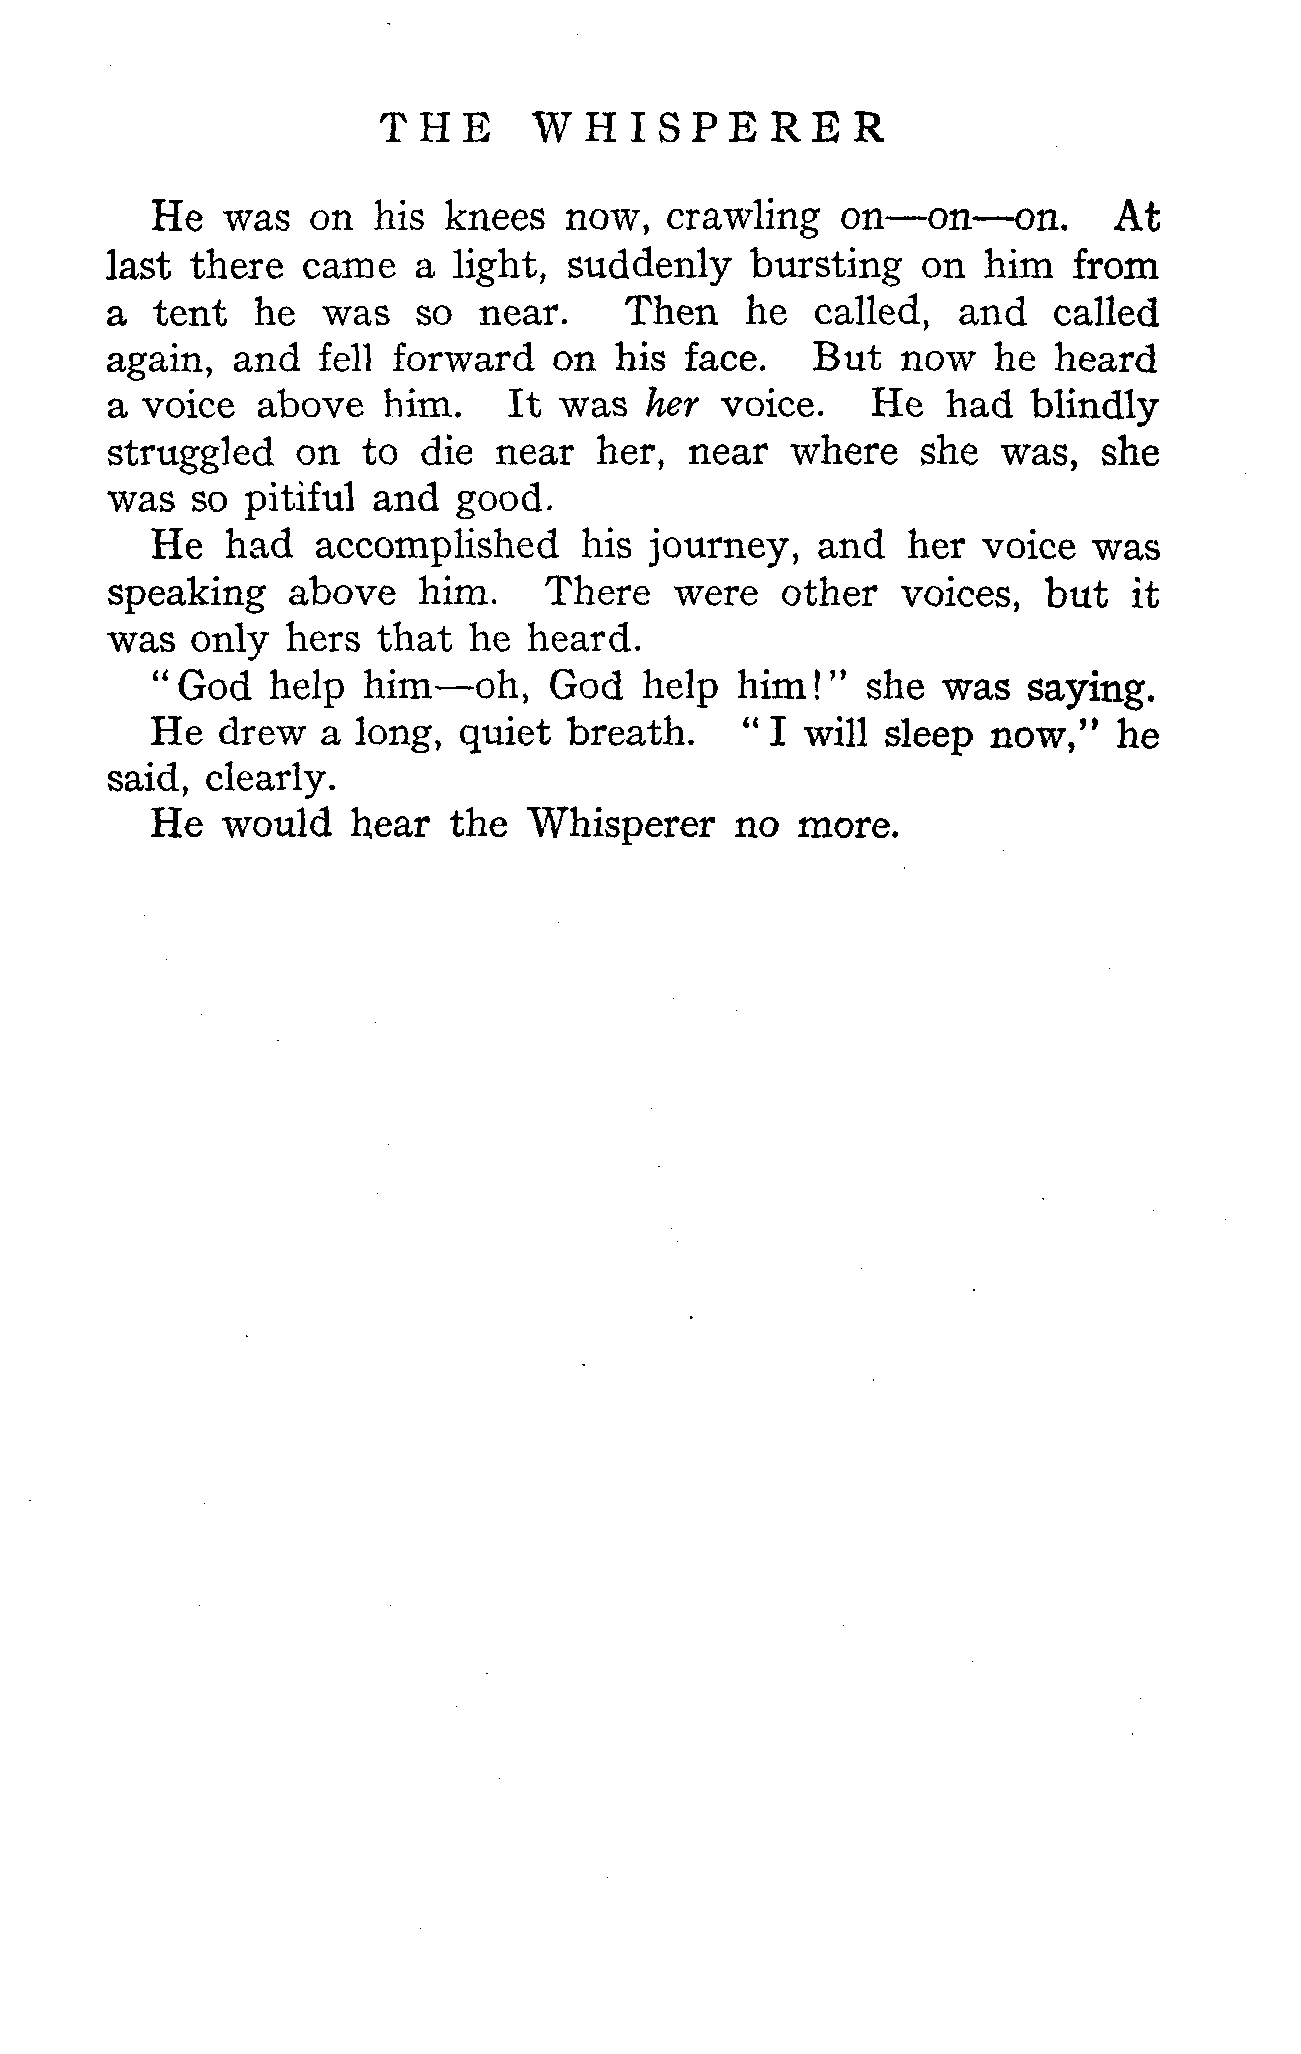 THE WHISPERER
He was on his knees now, crawling on—on—on. At
last there came a light, suddenly bursting on him from
a tent he was so near. Then he called, and called
again, and fell forward on his face. But now he heard
a voice above him. It was her voice. He had blindly
struggled on to die near her, near where she was, she
was so pitiful and good.
He had accomplished his journey, and her voice was
speaking above him. There were other voices, but it
was only hers that he heard.
"God help him—oh, God help him!" she was saying.
He drew a long, quiet breath. "I will sleep now," he
said, clearly.
He would hear the Whisperer no more.